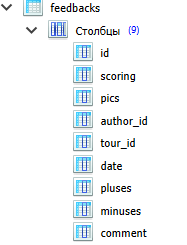 feedbacks
Столбцы (9)
id
scoring
pics
author_id
tour_id
date
pluses
minuses
comment